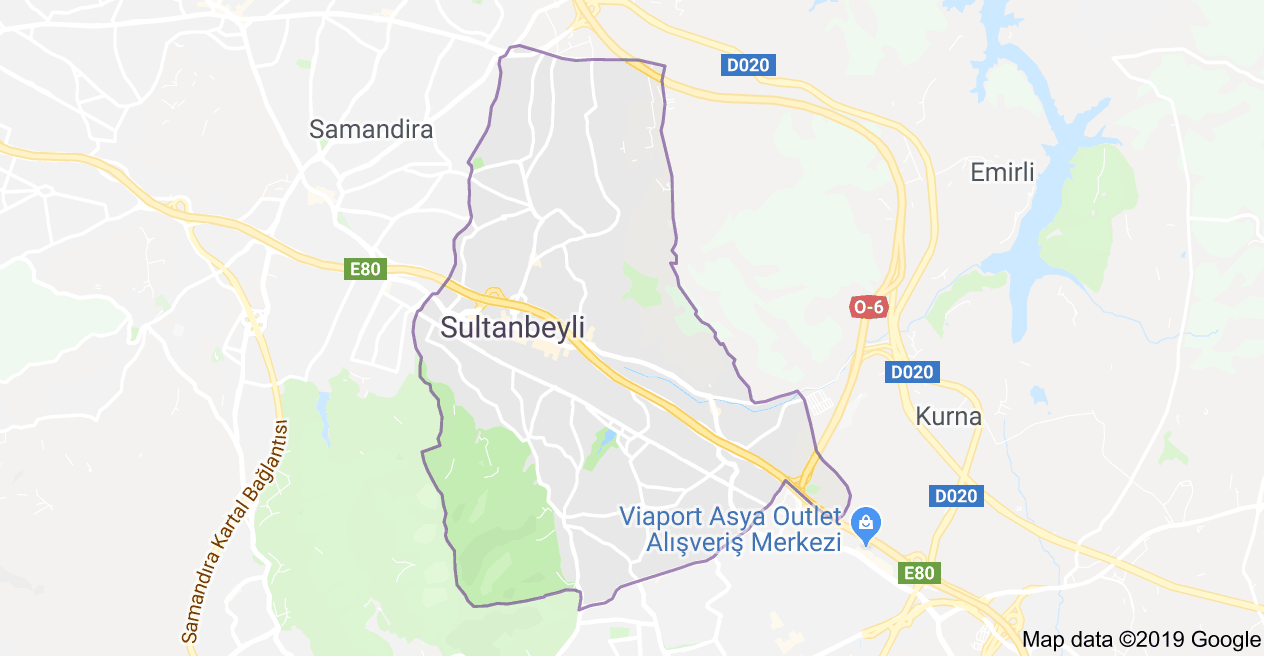 D020
Samandira
Emirli
E80
O-6
Sultanbeyli
D020
Kurna
Samandıra Kartal Bağlantısı
D020
Viaport Asya Outlet
Alışveriş Merkezi
E80
Map data ©2019 Google